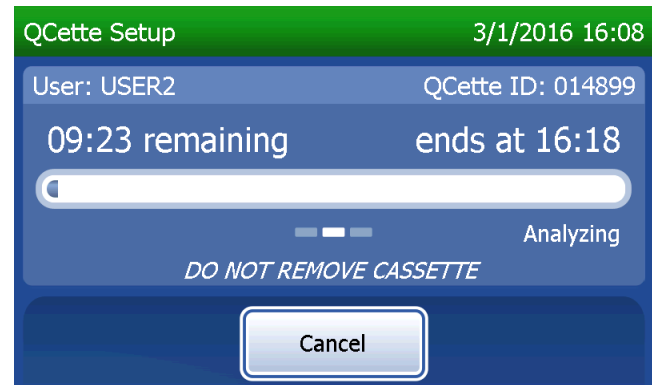 QCette Setup 3/1/2016 16:08
User: USER2 QCette ID: 014899
09:23 remaining ends at 16:18
Analyzing
DO NOT REMOVE CASSETTE
Cancel